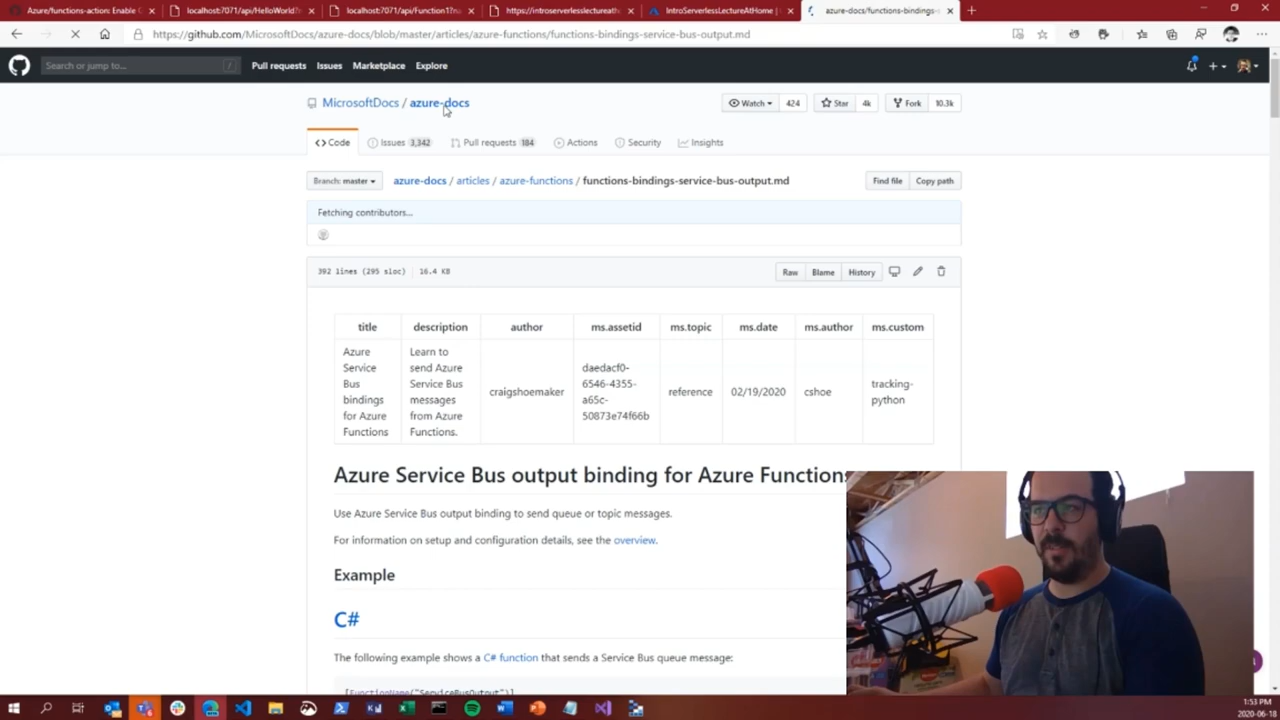 Azure/functions-action: Enable G
localhost:7071/api/HelloWorld?
localhost:7071/api/Function1?n
https://introserverlesslectureath
IntroServerlessLectureAtHome |
azure-docs/functions-bindings-s
https://github.com/MicrosoftDocs/azure-docs/blob/master/articles/azure-functions/functions-bindings-service-bus-output.md
Search or jump to...
/
Pull requests Issues Marketplace Explore
MicrosoftDocs / azure-docs
Watch 424 Star 4k Fork 10.3k
Code Issues 3,342 Pull requests 184 Actions Security Insights
Branch: master
azure-docs / articles / azure-functions / functions-bindings-service-bus-output.md
Find file Copy path
Fetching contributors...
392 lines (295 sloc) 16.4 KB
Raw Blame History
title description author ms.assetid ms.topic ms.date ms.author ms.custom
Azure Service Bus bindings for Azure Functions
Learn to send Azure Service Bus messages from Azure Functions.
craigshoemaker
daedacf0-6546-4355-a65c-50873e74f66b
reference
02/19/2020
cshoe
tracking-python
Azure Service Bus output binding for Azure Function
Use Azure Service Bus output binding to send queue or topic messages.
For information on setup and configuration details, see the overview.
Example
C#
The following example shows a C# function that sends a Service Bus queue message:
[FunctionName("ServiceBusOutput")]
1:53 PM
2020-06-18